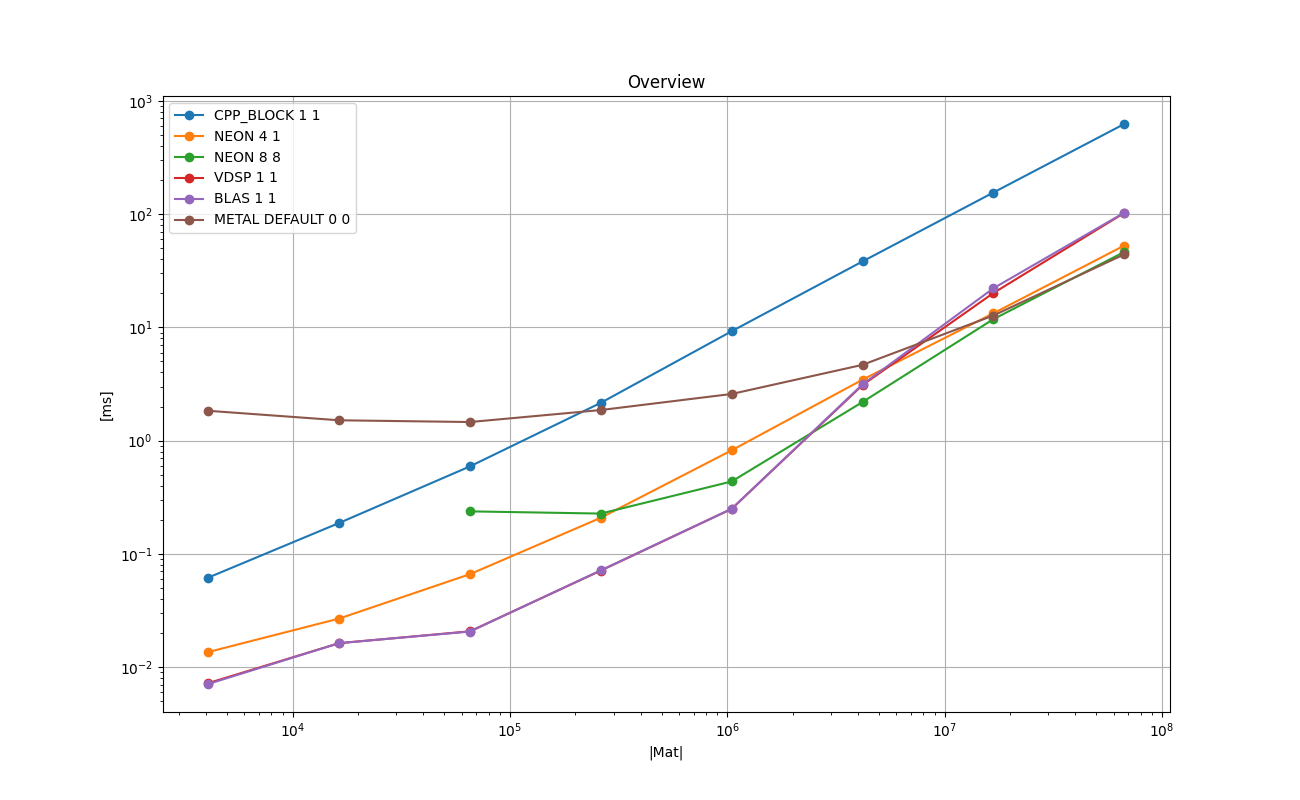 Overview
10³
10²
10¹
10⁰
10⁻¹
10⁻²
[ms]
CPP_BLOCK 1 1
NEON 4 1
NEON 8 8
VDSP 1 1
BLAS 1 1
METAL DEFAULT 0 0
10⁴ 10⁵ 10⁶ 10⁷ 10⁸
|Mat|